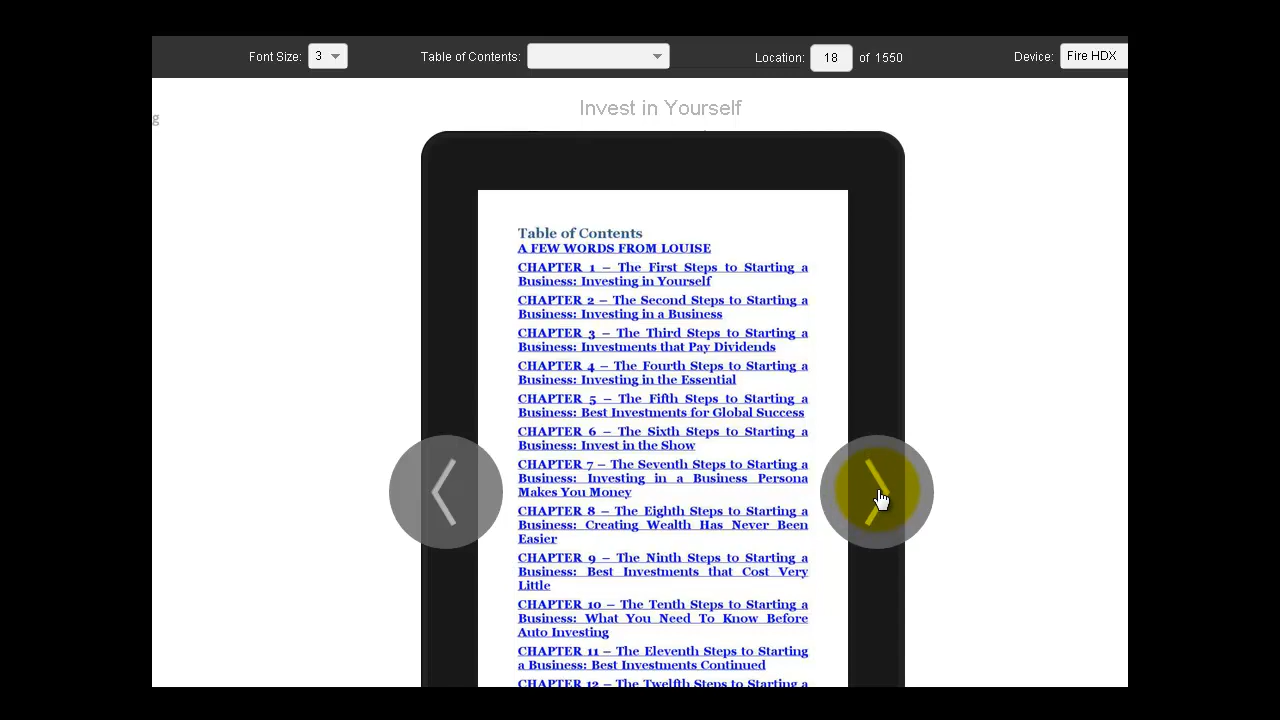 Font Size: 3 Table of Contents: Location: 18 of 1550 Device: Fire HDX
Invest in Yourself
g
Table of Contents
A FEW WORDS FROM LOUISE
CHAPTER 1 – The First Steps to Starting a
Business: Investing in Yourself
CHAPTER 2 – The Second Steps to Starting a
Business: Investing in a Business
CHAPTER 3 – The Third Steps to Starting a
Business: Investments that Pay Dividends
CHAPTER 4 – The Fourth Steps to Starting a
Business: Investing in the Essential
CHAPTER 5 – The Fifth Steps to Starting a
Business: Best Investments for Global Success
CHAPTER 6 – The Sixth Steps to Starting a
Business: Invest in the Show
CHAPTER 7 – The Seventh Steps to Starting a
Business: Investing in a Business Persona
Makes You Money
CHAPTER 8 – The Eighth Steps to Starting a
Business: Creating Wealth Has Never Been
Easier
CHAPTER 9 – The Ninth Steps to Starting a
Business: Best Investments that Cost Very
Little
CHAPTER 10 – The Tenth Steps to Starting a
Business: What You Need To Know Before
Auto Investing
CHAPTER 11 – The Eleventh Steps to Starting
a Business: Best Investments Continued
CHAPTER 12 – The Twelfth Steps to Starting a